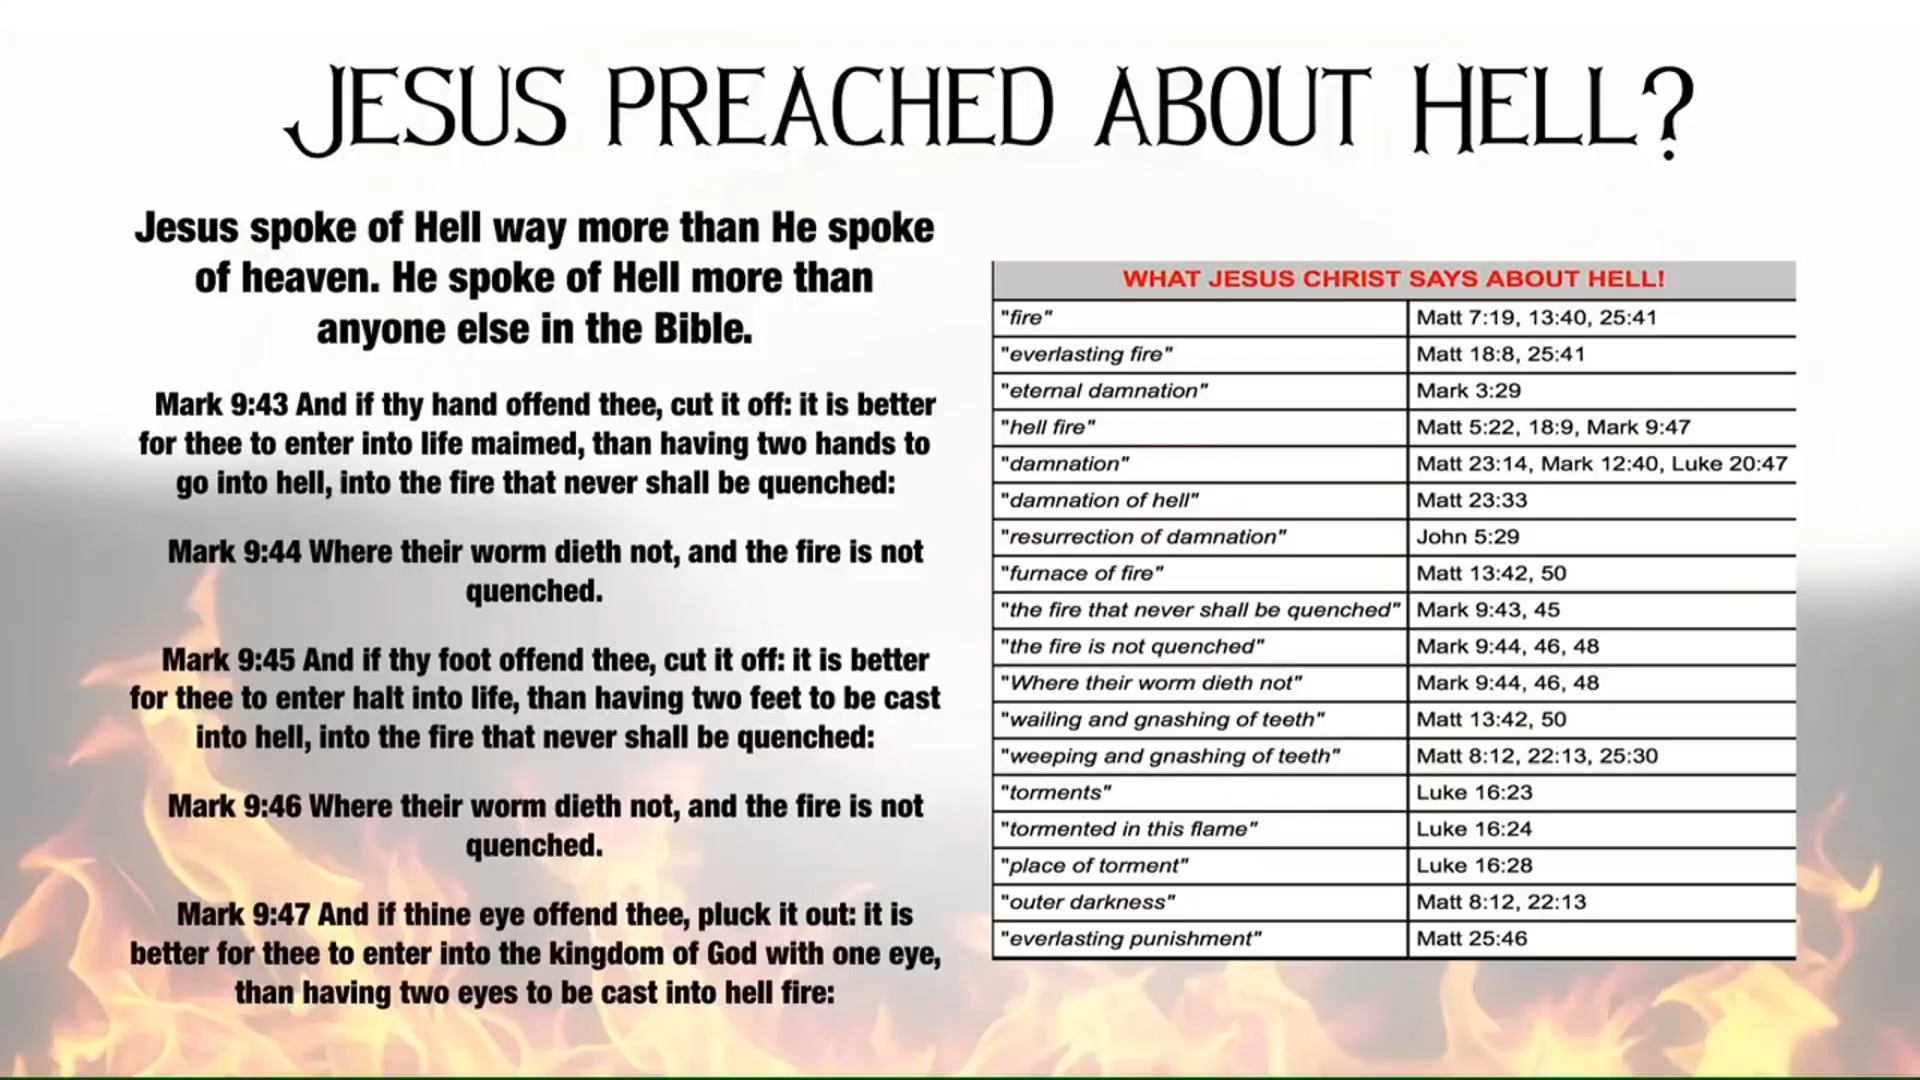 JESUS PREACHED ABOUT HELL?
Jesus spoke of Hell way more than He spoke
of heaven. He spoke of Hell more than
anyone else in the Bible.
Mark 9:43 And if thy hand offend thee, cut it off: it is better
for thee to enter into life maimed, than having two hands to
go into hell, into the fire that never shall be quenched:
Mark 9:44 Where their worm dieth not, and the fire is not
quenched.
Mark 9:45 And if thy foot offend thee, cut it off: it is better
for thee to enter halt into life, than having two feet to be cast
into hell, into the fire that never shall be quenched:
Mark 9:46 Where their worm dieth not, and the fire is not
quenched.
Mark 9:47 And if thine eye offend thee, pluck it out: it is
better for thee to enter into the kingdom of God with one eye,
than having two eyes to be cast into hell fire:
WHAT JESUS CHRIST SAYS ABOUT HELL!
"fire" Matt 7:19, 13:40, 25:41
"everlasting fire" Matt 18:8, 25:41
"eternal damnation" Mark 3:29
"hell fire" Matt 5:22, 18:9, Mark 9:47
"damnation" Matt 23:14, Mark 12:40, Luke 20:47
"damnation of hell" Matt 23:33
"resurrection of damnation" John 5:29
"furnace of fire" Matt 13:42, 50
"the fire that never shall be quenched" Mark 9:43, 45
"the fire is not quenched" Mark 9:44, 46, 48
"Where their worm dieth not" Mark 9:44, 46, 48
"wailing and gnashing of teeth" Matt 13:42, 50
"weeping and gnashing of teeth" Matt 8:12, 22:13, 25:30
"torments" Luke 16:23
"tormented in this flame" Luke 16:24
"place of torment" Luke 16:28
"outer darkness" Matt 8:12, 22:13
"everlasting punishment" Matt 25:46